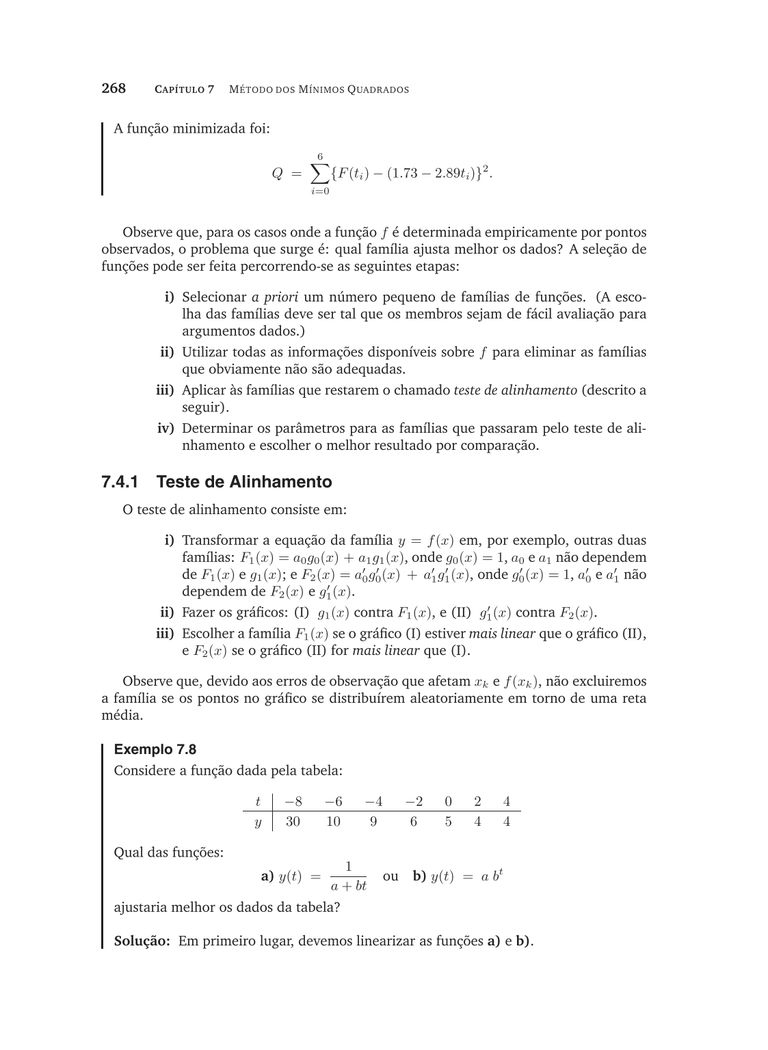 268 CAPÍTULO 7 MÉTODO DOS MÍNIMOS QUADRADOS
A função minimizada foi:
Q = \sum_{i=0}^{6} \{F(t_i) − (1.73 − 2.89t_i)\}^2.
Observe que, para os casos onde a função f é determinada empiricamente por pontos
observados, o problema que surge é: qual família ajusta melhor os dados? A seleção de
funções pode ser feita percorrendo-se as seguintes etapas:
i) Selecionar a priori um número pequeno de famílias de funções. (A esco-
lha das famílias deve ser tal que os membros sejam de fácil avaliação para
argumentos dados.)
ii) Utilizar todas as informações disponíveis sobre f para eliminar as famílias
que obviamente não são adequadas.
iii) Aplicar às famílias que restarem o chamado teste de alinhamento (descrito a
seguir).
iv) Determinar os parâmetros para as famílias que passaram pelo teste de ali-
nhamento e escolher o melhor resultado por comparação.
7.4.1 Teste de Alinhamento
O teste de alinhamento consiste em:
i) Transformar a equação da família y = f(x) em, por exemplo, outras duas
famílias: F_1(x) = a_0g_0(x) + a_1g_1(x), onde g_0(x) = 1, a_0 e a_1 não dependem
de F_1(x) e g_1(x); e F_2(x) = a'_0g'_0(x) + a'_1g'_1(x), onde g'_0(x) = 1, a'_0 e a'_1 não
dependem de F_2(x) e g'_1(x).
ii) Fazer os gráficos: (I) g_1(x) contra F_1(x), e (II) g'_1(x) contra F_2(x).
iii) Escolher a família F_1(x) se o gráfico (I) estiver mais linear que o gráfico (II),
e F_2(x) se o gráfico (II) for mais linear que (I).
Observe que, devido aos erros de observação que afetam x_k e f(x_k), não excluiremos
a família se os pontos no gráfico se distribuírem aleatoriamente em torno de uma reta
média.
Exemplo 7.8
Considere a função dada pela tabela:
t −8 −6 −4 −2 0 2 4
y 30 10 9 6 5 4 4
Qual das funções:
a) y(t) = \frac{1}{a + bt} ou b) y(t) = a b^t
ajustaria melhor os dados da tabela?
Solução: Em primeiro lugar, devemos linearizar as funções a) e b).